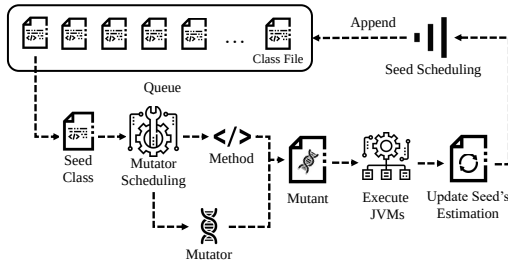 Append
...
Class File
Seed Scheduling
Queue
</>
Seed
Class
Mutator
Scheduling
Method
Mutant
Execute
JVMs
Update Seed's
Estimation
Mutator